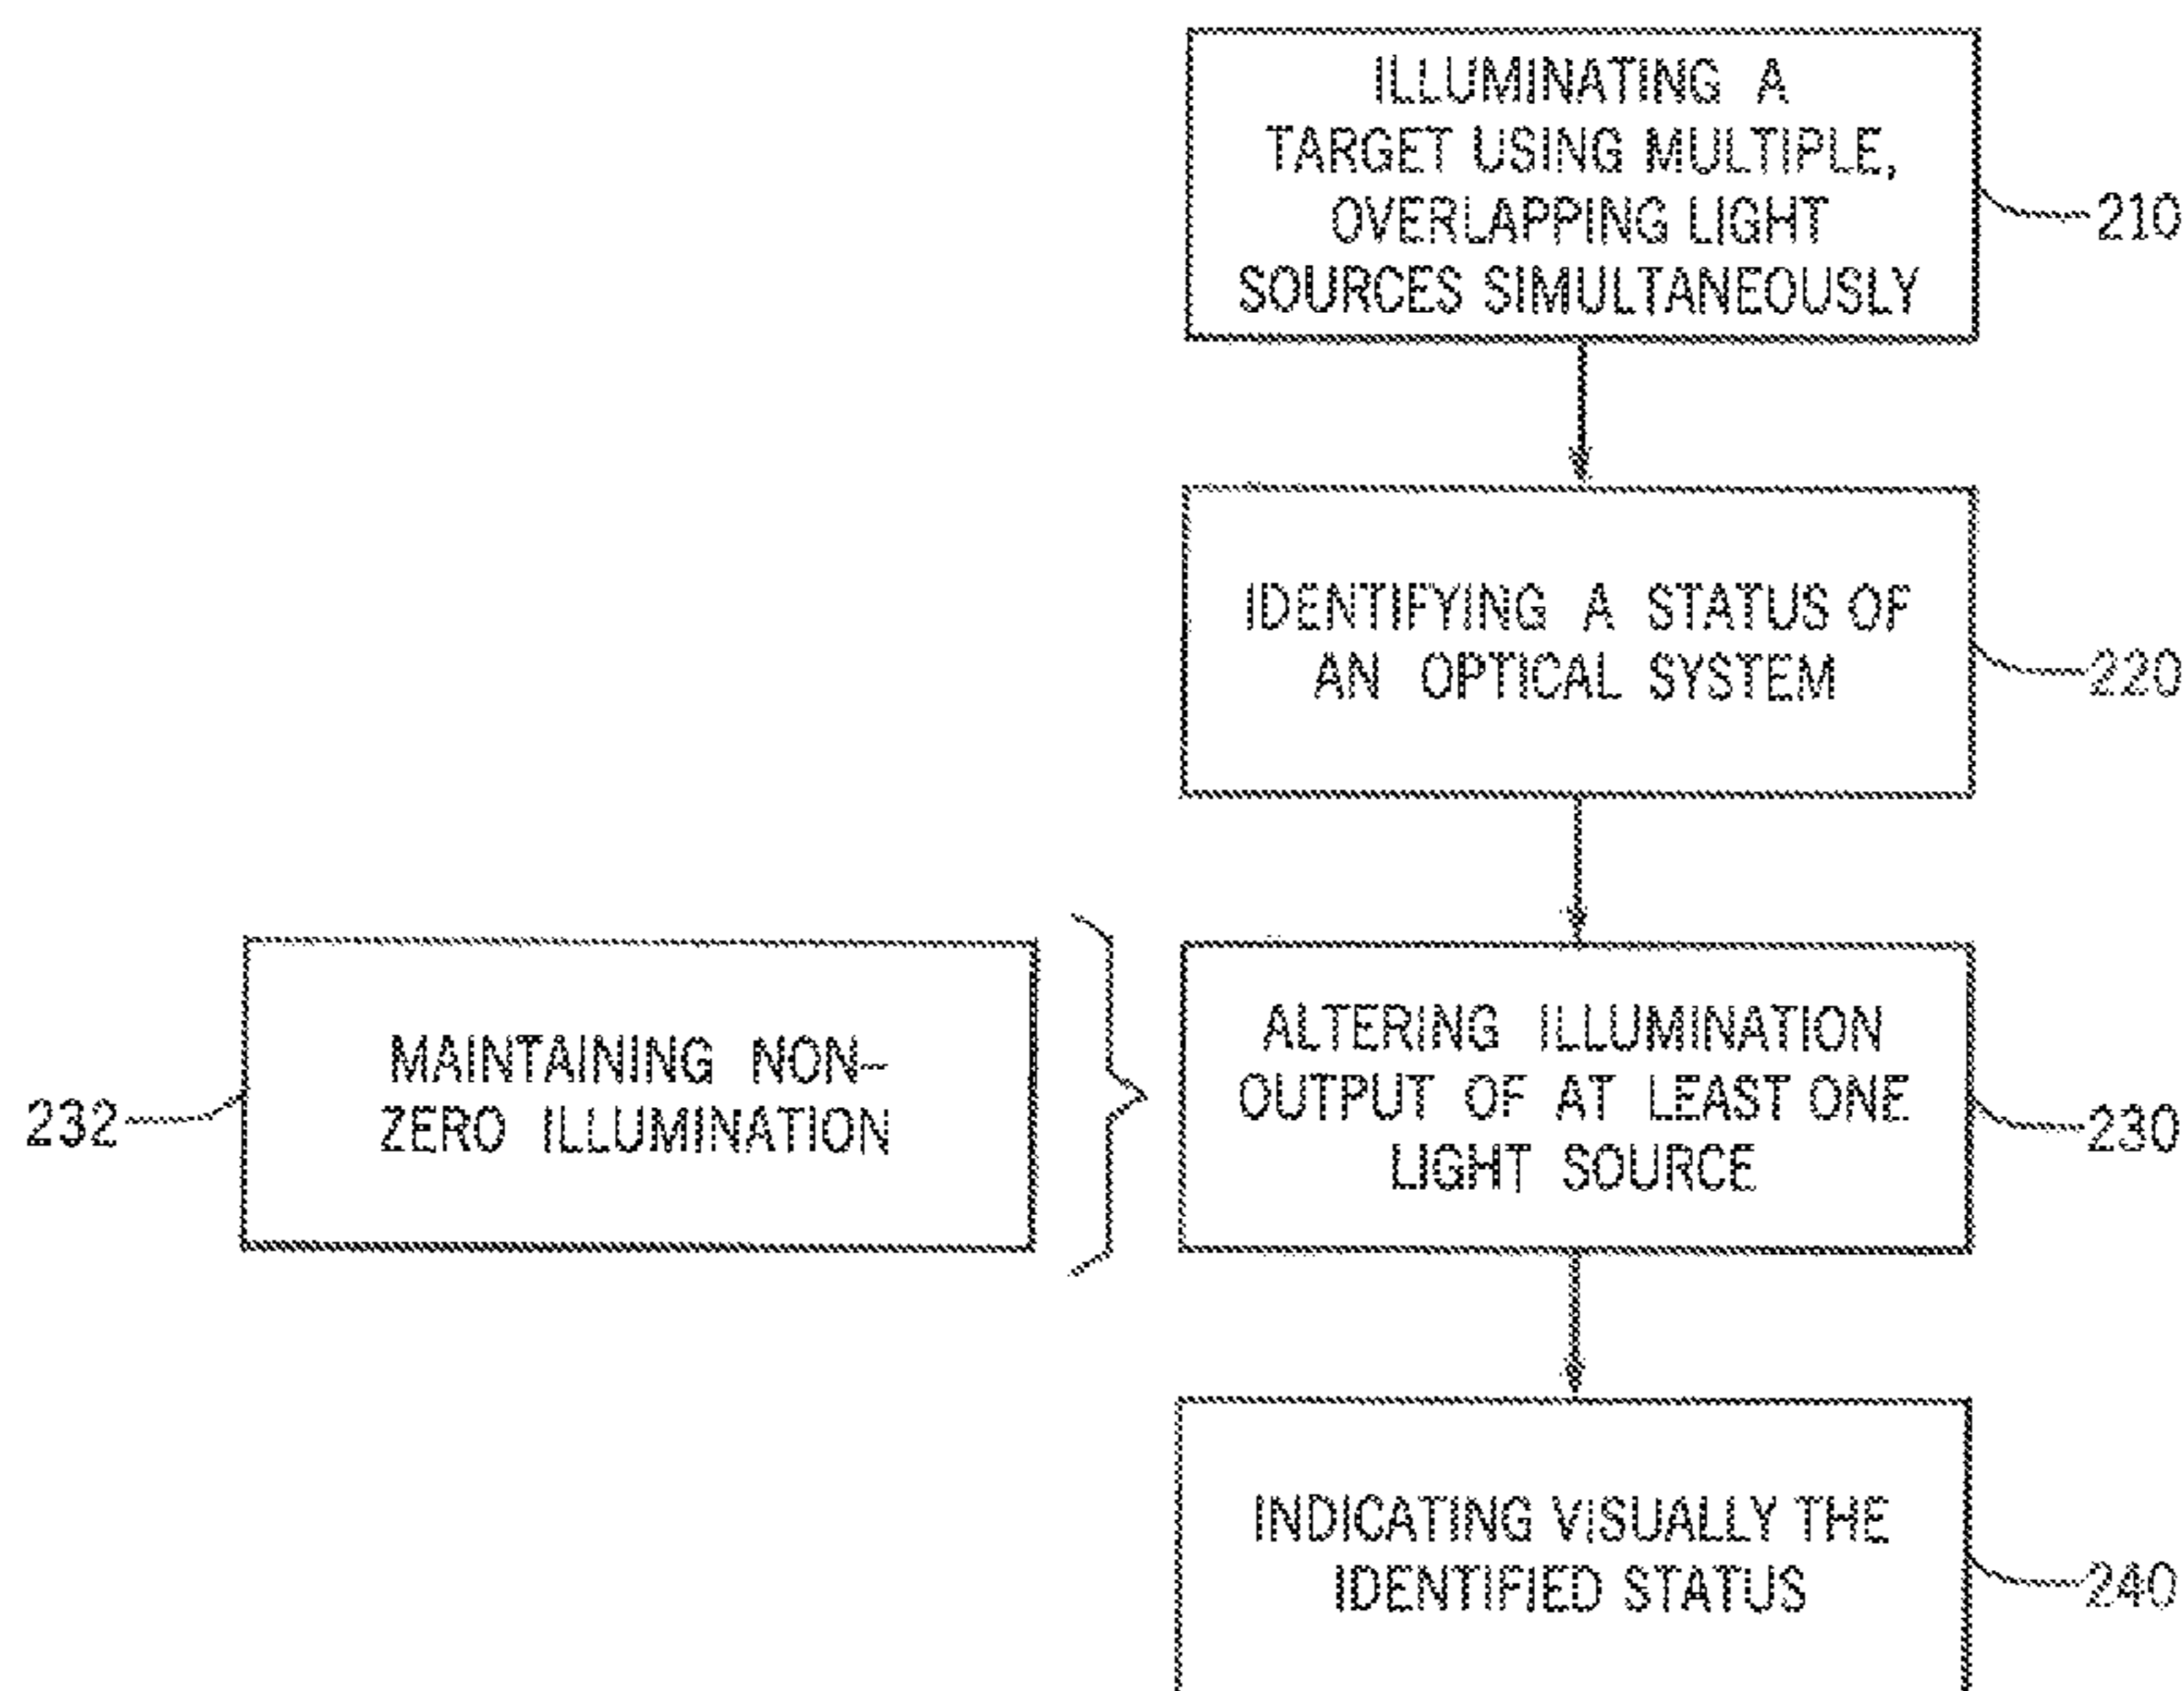 ILLUMINATING A
TARGET USING MULTIPLE,
OVERLAPPING LIGHT
SOURCES SIMULTANEOUSLY
210
IDENTIFYING A STATUS OF
AN OPTICAL SYSTEM
220
MAINTAINING NON-
ZERO ILLUMINATION
232
ALTERING ILLUMINATION
OUTPUT OF AT LEAST ONE
LIGHT SOURCE
230
INDICATING VISUALLY THE
IDENTIFIED STATUS
240